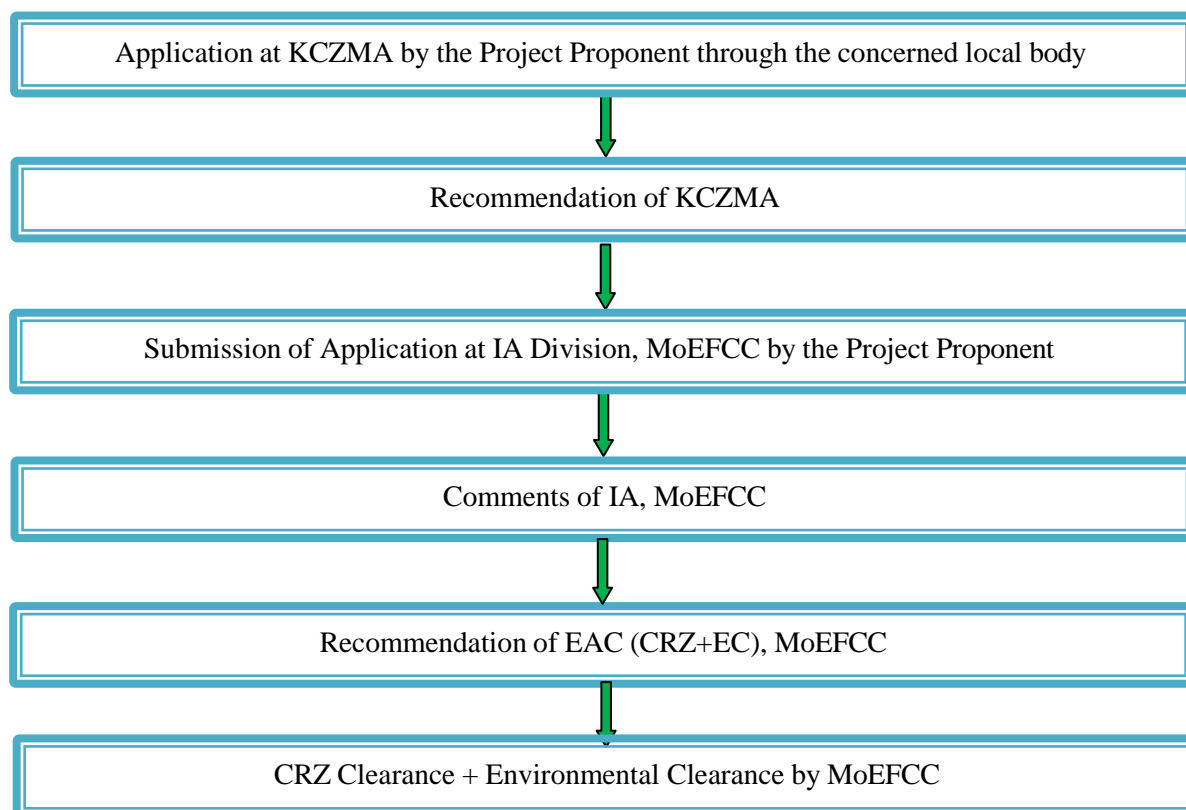 Application at KCZMA by the Project Proponent through the concerned local body
Recommendation of KCZMA
Submission of Application at IA Division, MoEFCC by the Project Proponent
Comments of IA, MoEFCC
Recommendation of EAC (CRZ+EC), MoEFCC
CRZ Clearance + Environmental Clearance by MoEFCC